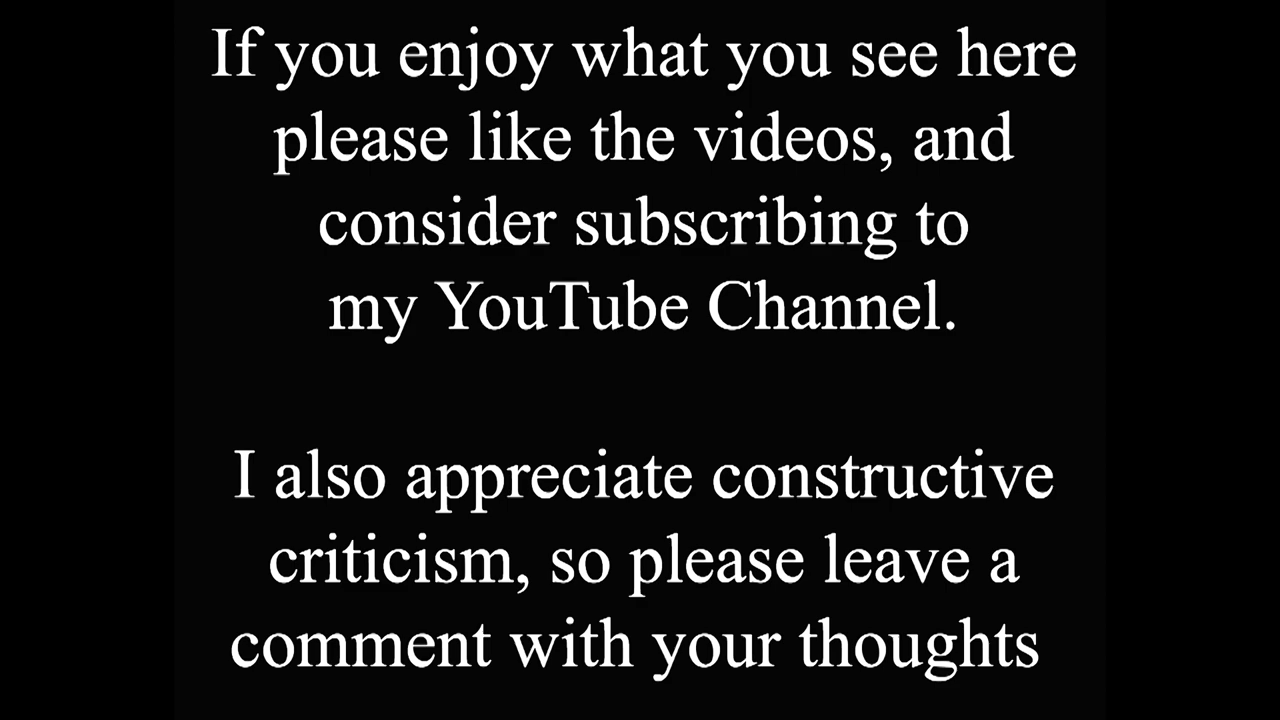 If you enjoy what you see here
please like the videos, and
consider subscribing to
my YouTube Channel.
I also appreciate constructive
criticism, so please leave a
comment with your thoughts